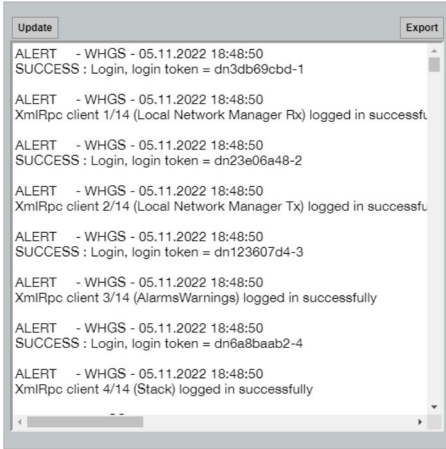 Update
Export
ALERT - WHGS - 05.11.2022 18:48:50
SUCCESS : Login, login token = dn3db69cbd-1
ALERT - WHGS - 05.11.2022 18:48:50
XmlRpc client 1/14 (Local Network Manager Rx) logged in successfu
ALERT - WHGS - 05.11.2022 18:48:50
SUCCESS : Login, login token = dn23e06a48-2
ALERT - WHGS - 05.11.2022 18:48:50
XmlRpc client 2/14 (Local Network Manager Tx) logged in successfu
ALERT - WHGS - 05.11.2022 18:48:50
SUCCESS : Login, login token = dn123607d4-3
ALERT - WHGS - 05.11.2022 18:48:50
XmlRpc client 3/14 (AlarmsWarnings) logged in successfully
ALERT - WHGS - 05.11.2022 18:48:50
SUCCESS : Login, login token = dn6a8baab2-4
ALERT - WHGS - 05.11.2022 18:48:50
XmlRpc client 4/14 (Stack) logged in successfully